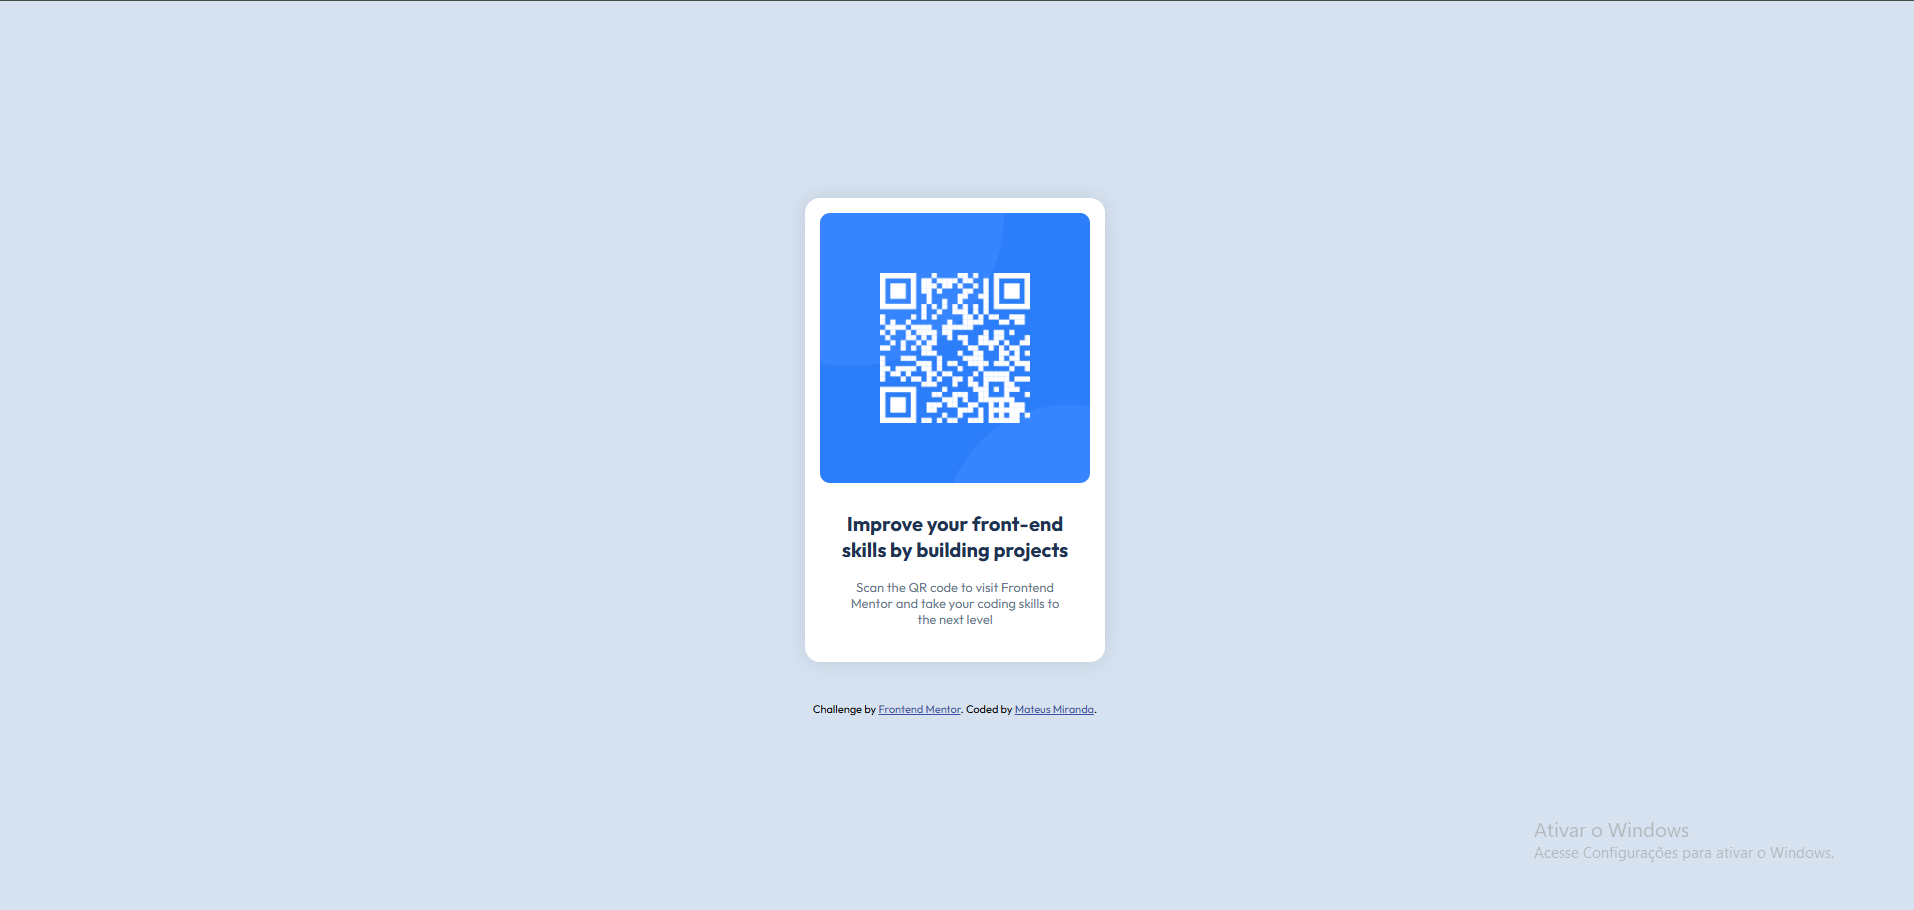 Improve your front-end
skills by building projects
Scan the QR code to visit Frontend
Mentor and take your coding skills to
the next level
Challenge by Frontend Mentor. Coded by Mateus Miranda.
Ativar o Windows
Acesse Configurações para ativar o Windows.